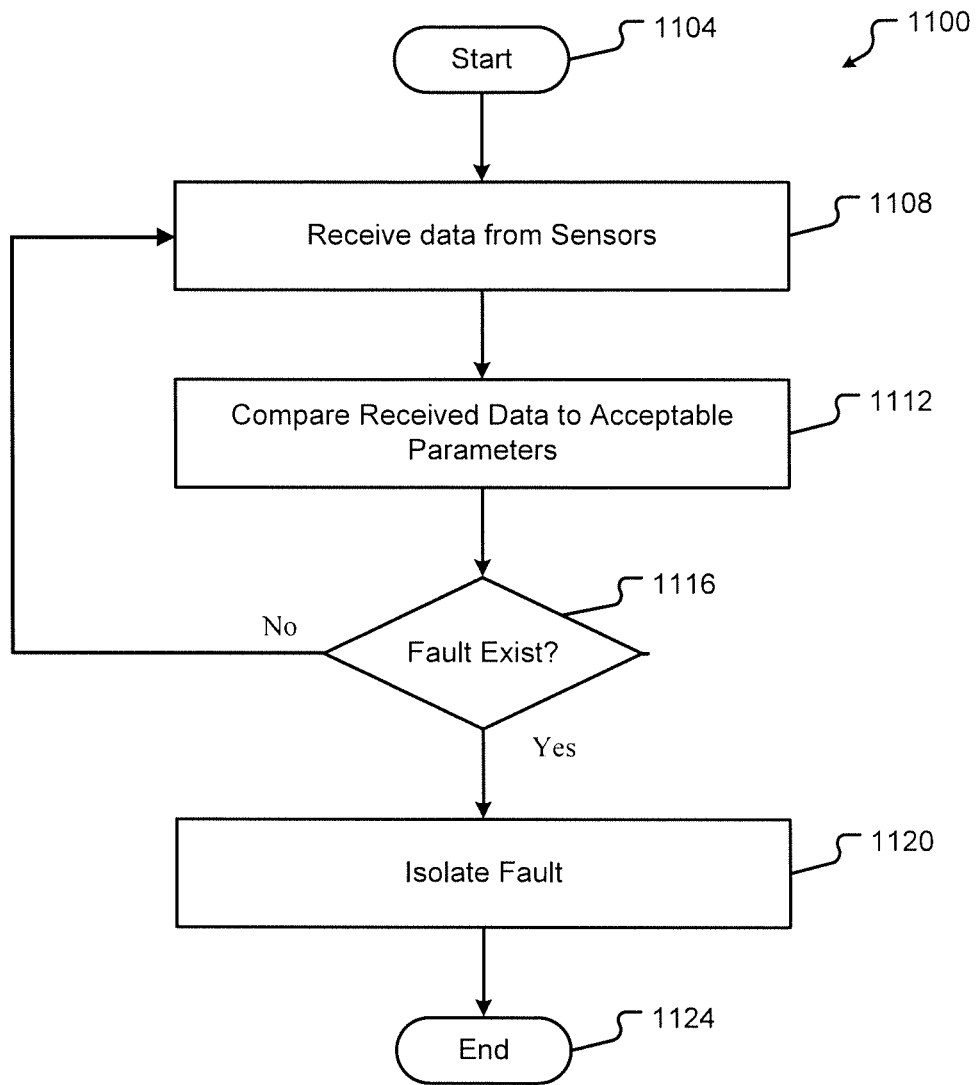 1100
Start
1104
Receive data from Sensors
1108
Compare Received Data to Acceptable
Parameters
1112
Fault Exist?
1116
No
Yes
Isolate Fault
1120
End
1124